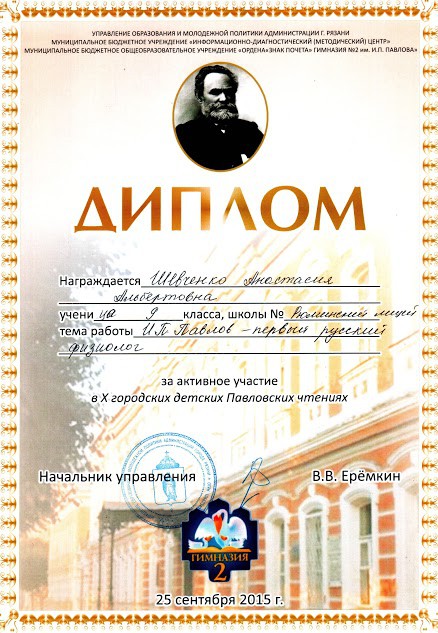 УПРАВЛЕНИЕ ОБРАЗОВАНИЯ И МОЛОДЕЖНОЙ ПОЛИТИКИ АДМИНИСТРАЦИИ Г. РЯЗАНИ
МУНИЦИПАЛЬНОЕ БЮДЖЕТНОЕ УЧРЕЖДЕНИЕ «ИНФОРМАЦИОННО-ДИАГНОСТИЧЕСКИЙ (МЕТОДИЧЕСКИЙ) ЦЕНТР»
МУНИЦИПАЛЬНОЕ БЮДЖЕТНОЕ ОБЩЕОБРАЗОВАТЕЛЬНОЕ УЧРЕЖДЕНИЕ «ОРДЕНА«ЗНАК ПОЧЕТА» ГИМНАЗИЯ №2 им. И.П. ПАВЛОВА»
ДИПЛОМ
Награждается Шевченко Анастасия
Альбертовна
учени ца 9 класса, школы № Рюминский лицей
тема работы И.П Павлов - первый русский
физиолог
за активное участие
в X городских детских Павловских чтениях
Начальник управления В.В. Ерёмкин
ГИМНАЗИЯ
2
25 сентября 2015 г.